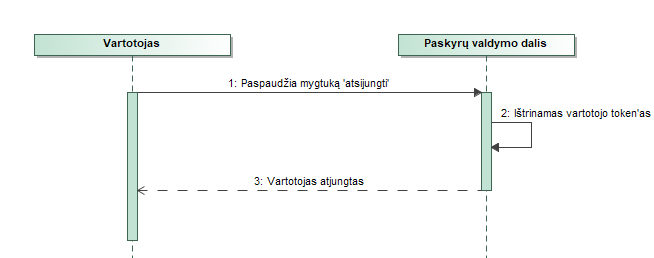 Vartotojas
Paskyrų valdymo dalis
1: Paspaudžia mygtuką 'atsijungti'
2: Ištrinamas vartotojo token'as
3: Vartotojas atjungtas